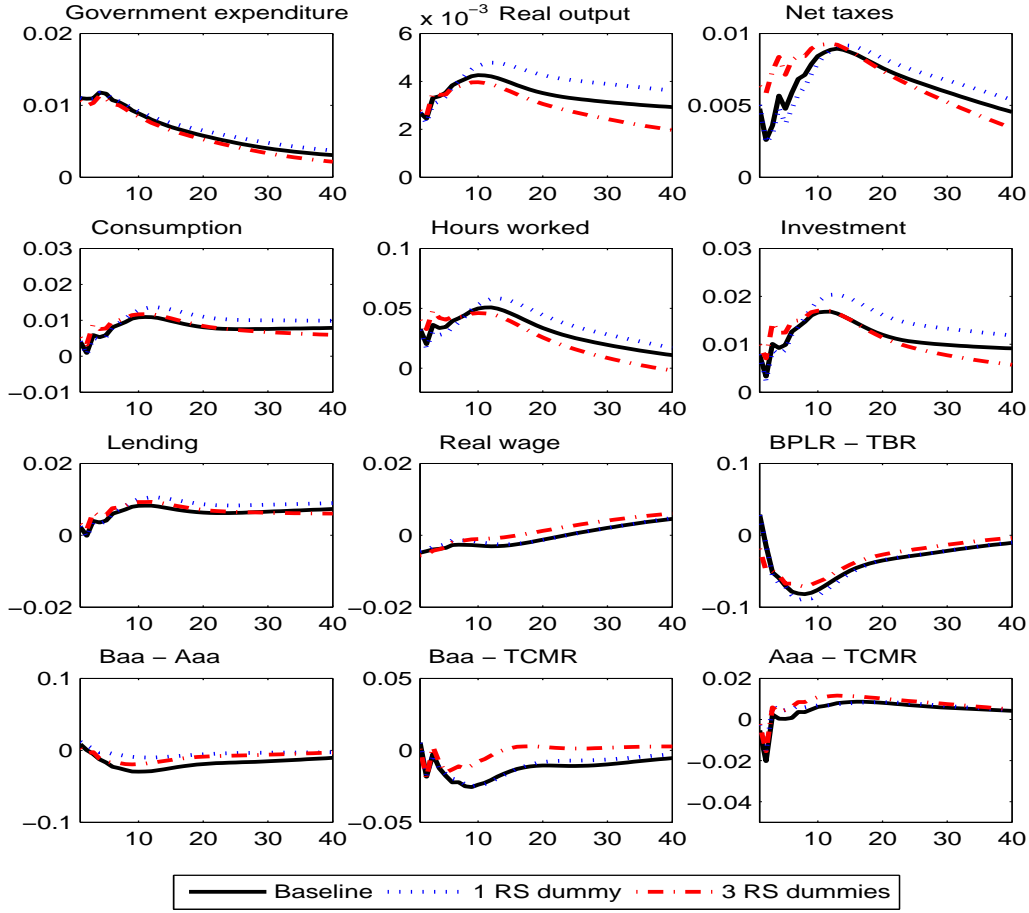 Government expenditure
0.02
0.01
0
10 20 30 40
× 10⁻³ Real output
6
4
2
0
10 20 30 40
Net taxes
0.01
0.005
0
10 20 30 40
Consumption
0.03
0.02
0.01
0
−0.01
10 20 30 40
Hours worked
0.1
0.05
0
10 20 30 40
Investment
0.03
0.02
0.01
0
10 20 30 40
Lending
0.02
0
−0.02
10 20 30 40
Real wage
0.02
0
−0.02
10 20 30 40
BPLR − TBR
0.1
0
−0.1
10 20 30 40
Baa − Aaa
0.1
0
−0.1
10 20 30 40
Baa − TCMR
0.05
0
−0.05
10 20 30 40
Aaa − TCMR
0.02
0
−0.02
−0.04
10 20 30 40
Baseline 1 RS dummy 3 RS dummies